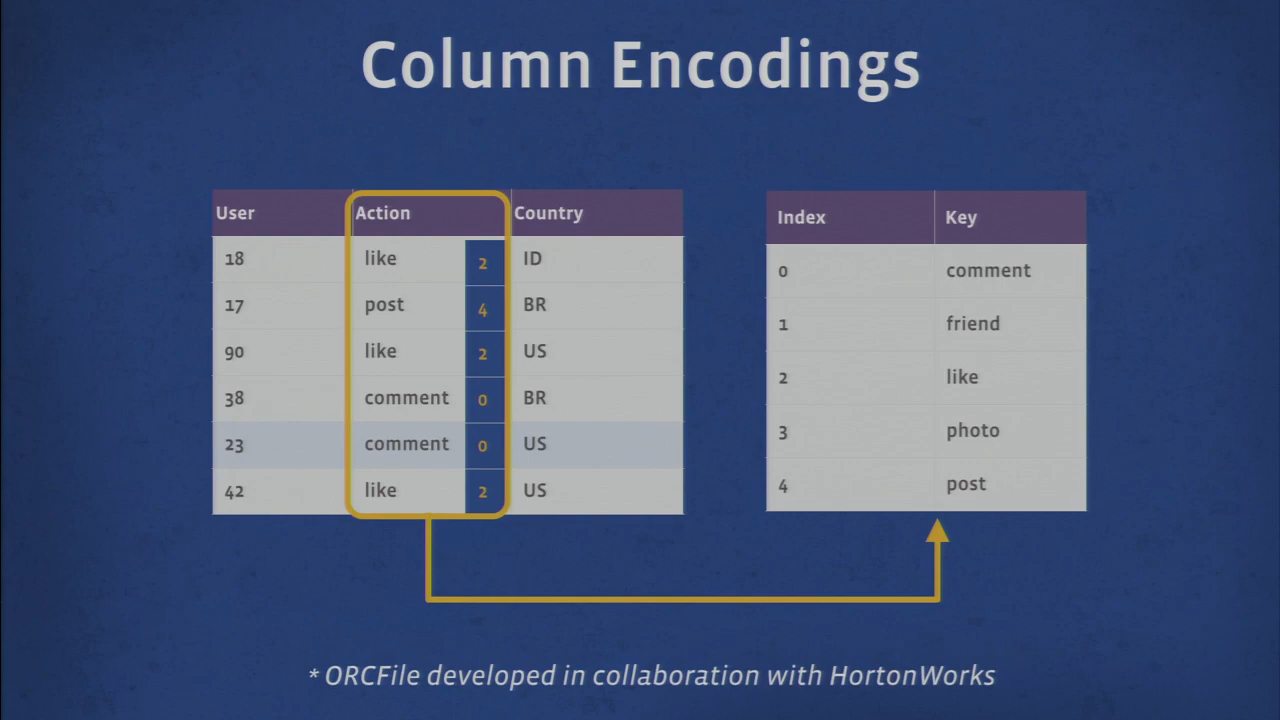 Column Encodings
User Action Country
18 like 2 ID
17 post 4 BR
90 like 2 US
38 comment 0 BR
23 comment 0 US
42 like 2 US
Index Key
0 comment
1 friend
2 like
3 photo
4 post
* ORCFile developed in collaboration with HortonWorks